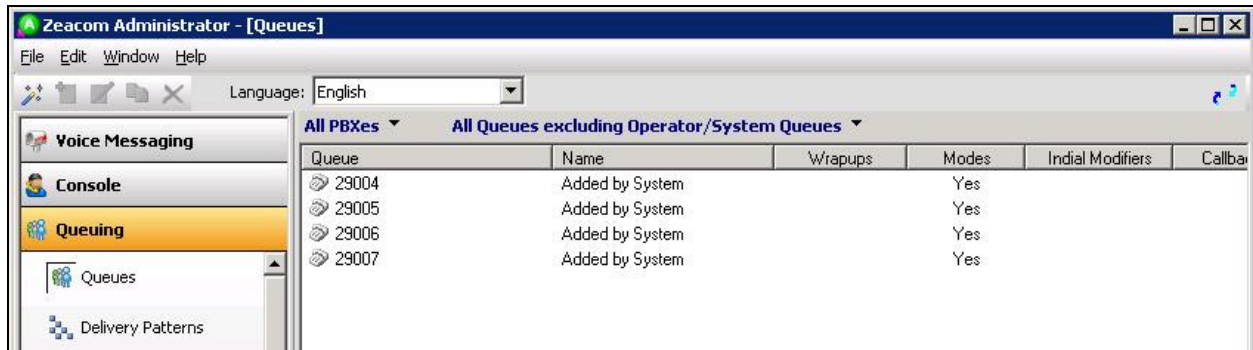 Zeacom Administrator - [Queues]
File Edit Window Help
Language: English
Voice Messaging
Console
Queuing
Queues
Delivery Patterns
All PBXes All Queues excluding Operator/System Queues
Queue Name Wrapups Modes Indial Modifiers Callba
29004 Added by System Yes
29005 Added by System Yes
29006 Added by System Yes
29007 Added by System Yes